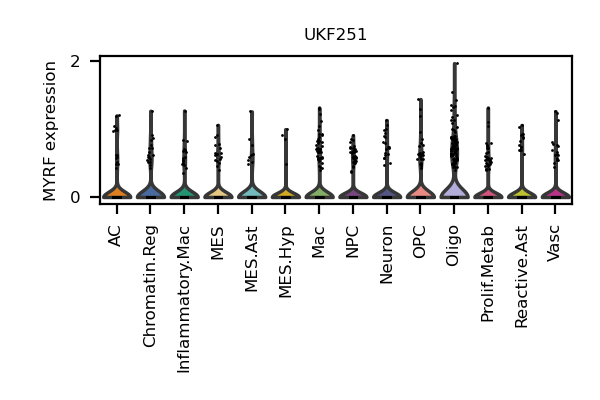 UKF251
MYRF expression
2
0
AC
Chromatin.Reg
Inflammatory.Mac
MES
MES.Ast
MES.Hyp
Mac
NPC
Neuron
OPC
Oligo
Prolif.Metab
Reactive.Ast
Vasc